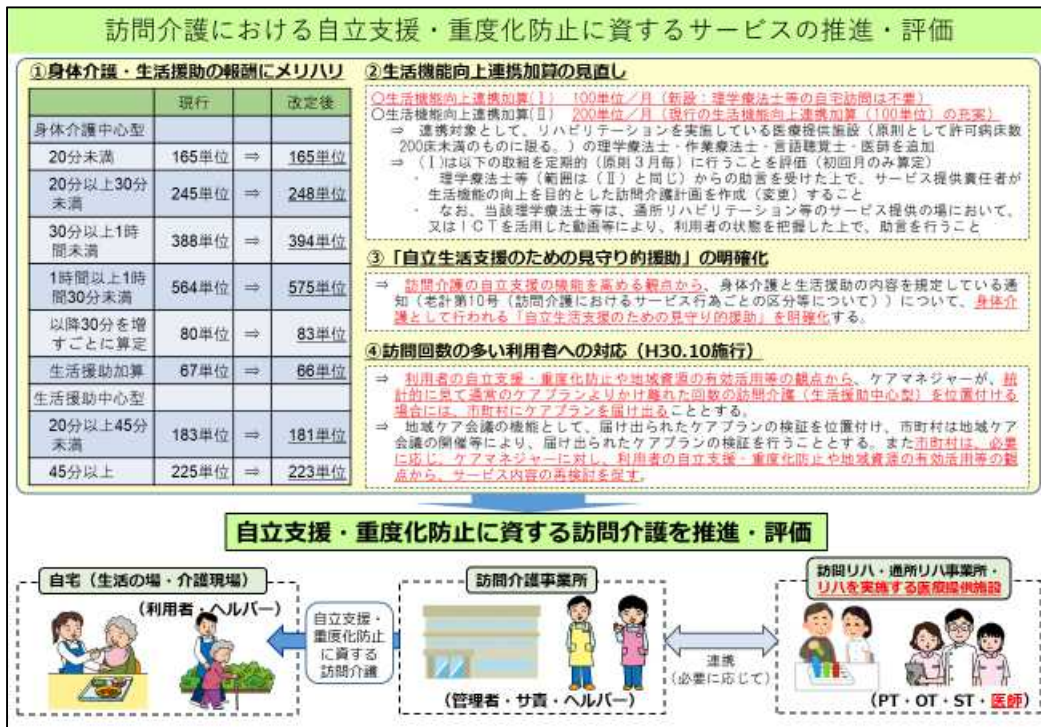 訪問介護における自立支援・重度化防止に資するサービスの推進・評価
①身体介護・生活援助の報酬にメリハリ
現行 改定後
身体介護中心型
20分未満 165単位 ⇒ 165単位
20分以上30分
未満 245単位 ⇒ 248単位
30分以上1時
間未満 388単位 ⇒ 394単位
1時間以上1時
間30分未満 564単位 ⇒ 575単位
以降30分を増
すごとに算定 80単位 ⇒ 83単位
生活援助加算 67単位 ⇒ 66単位
生活援助中心型
20分以上45分
未満 183単位 ⇒ 181単位
45分以上 225単位 ⇒ 223単位
②生活機能向上連携加算の見直し
○生活機能向上連携加算(Ⅰ) 100単位/月(新設:理学療法士等の自宅訪問は不要)
○生活機能向上連携加算(Ⅱ) 200単位/月(現行の生活機能向上連携加算(100単位)の充実)
⇒ 連携対象として、リハビリテーションを実施している医療提供施設(原則として許可病床数
200床未満のものに限る。)の理学療法士・作業療法士・言語聴覚士・医師を追加
⇒ (Ⅰ)は以下の取組を定期的(原則3月毎)に行うことを評価(初回月のみ算定)
・ 理学療法士等(範囲は(Ⅱ)と同じ)からの助言を受けた上で、サービス提供責任者が
生活機能の向上を目的とした訪問介護計画を作成(変更)すること
・ なお、当該理学療法士等は、通所リハビリテーション等のサービス提供の場において、
又はICTを活用した動画等により、利用者の状態を把握した上で、助言を行うこと
③「自立生活支援のための見守り的援助」の明確化
⇒ 訪問介護の自立支援の機能を高める観点から、身体介護と生活援助の内容を規定している通
知(老計第10号(訪問介護におけるサービス行為ごとの区分等について))について、身体介
護として行われる「自立生活支援のための見守り的援助」を明確化する。
④訪問回数の多い利用者への対応(H30.10施行)
⇒ 利用者の自立支援・重度化防止や地域資源の有効活用等の観点から、ケアマネジャーが、統
計的に見て通常のケアプランよりかけ離れた回数の訪問介護(生活援助中心型)を位置付ける
場合には、市町村にケアプランを届け出ることとする。
⇒ 地域ケア会議の機能として、届け出られたケアプランの検証を位置付け、市町村は地域ケア
会議の開催等により、届け出られたケアプランの検証を行うこととする。また市町村は、必要
に応じ、ケアマネジャーに対し、利用者の自立支援・重度化防止や地域資源の有効活用等の観
点から、サービス内容の再検討を促す。
自立支援・重度化防止に資する訪問介護を推進・評価
自宅(生活の場・介護現場)
(利用者・ヘルパー)
自立支援・
重度化防止
に資する
訪問介護
訪問介護事業所
(管理者・サ責・ヘルパー)
連携
(必要に応じて)
訪問リハ・通所リハ事業所・
リハを実施する医療提供施設
(PT・OT・ST・医師)